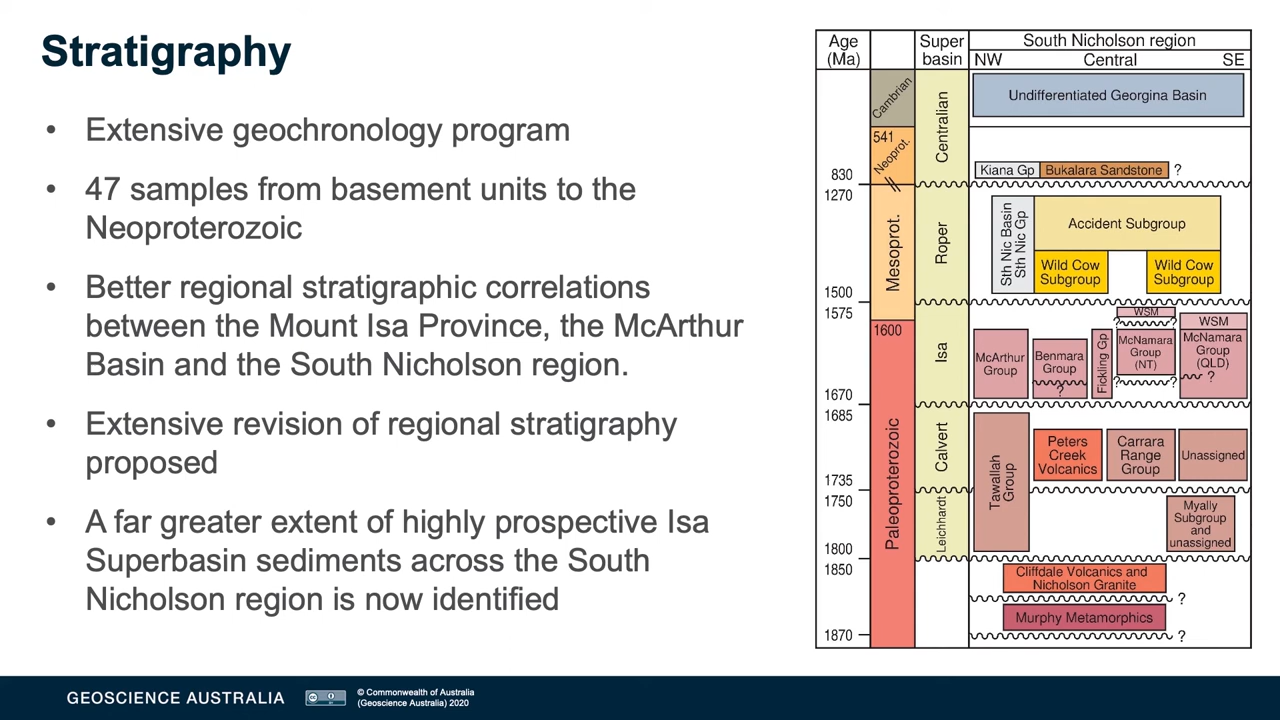 Stratigraphy
• Extensive geochronology program
• 47 samples from basement units to the
Neoproterozoic
• Better regional stratigraphic correlations
between the Mount Isa Province, the McArthur
Basin and the South Nicholson region.
• Extensive revision of regional stratigraphy
proposed
• A far greater extent of highly prospective Isa
Superbasin sediments across the South
Nicholson region is now identified
Age
(Ma)
Super
basin
South Nicholson region
NW Central SE
Cambrian
541
Neoprot.
Mesoprot.
1600
Paleoproterozoic
830
1270
1500
1575
1670
1685
1735
1750
1800
1850
1870
Centralian
Roper
Isa
Calvert
Leichhardt
Undifferentiated Georgina Basin
Kiana Gp
Bukalara Sandstone
?
Sth Nic Basin
Sth Nic Gp
Accident Subgroup
Wild Cow
Subgroup
Wild Cow
Subgroup
McArthur
Group
Benmara
Group
?
Fickling Gp
WSM
? ?
McNamara
Group
(NT)
? ?
WSM
McNamara
Group
(QLD)
?
Tawallah
Group
Peters
Creek
Volcanics
Carrara
Range
Group
Unassigned
Myally
Subgroup
and
unassigned
Cliffdale Volcanics and
Nicholson Granite
?
Murphy Metamorphics
?
GEOSCIENCE AUSTRALIA
cc
BY
© Commonwealth of Australia
(Geoscience Australia) 2020